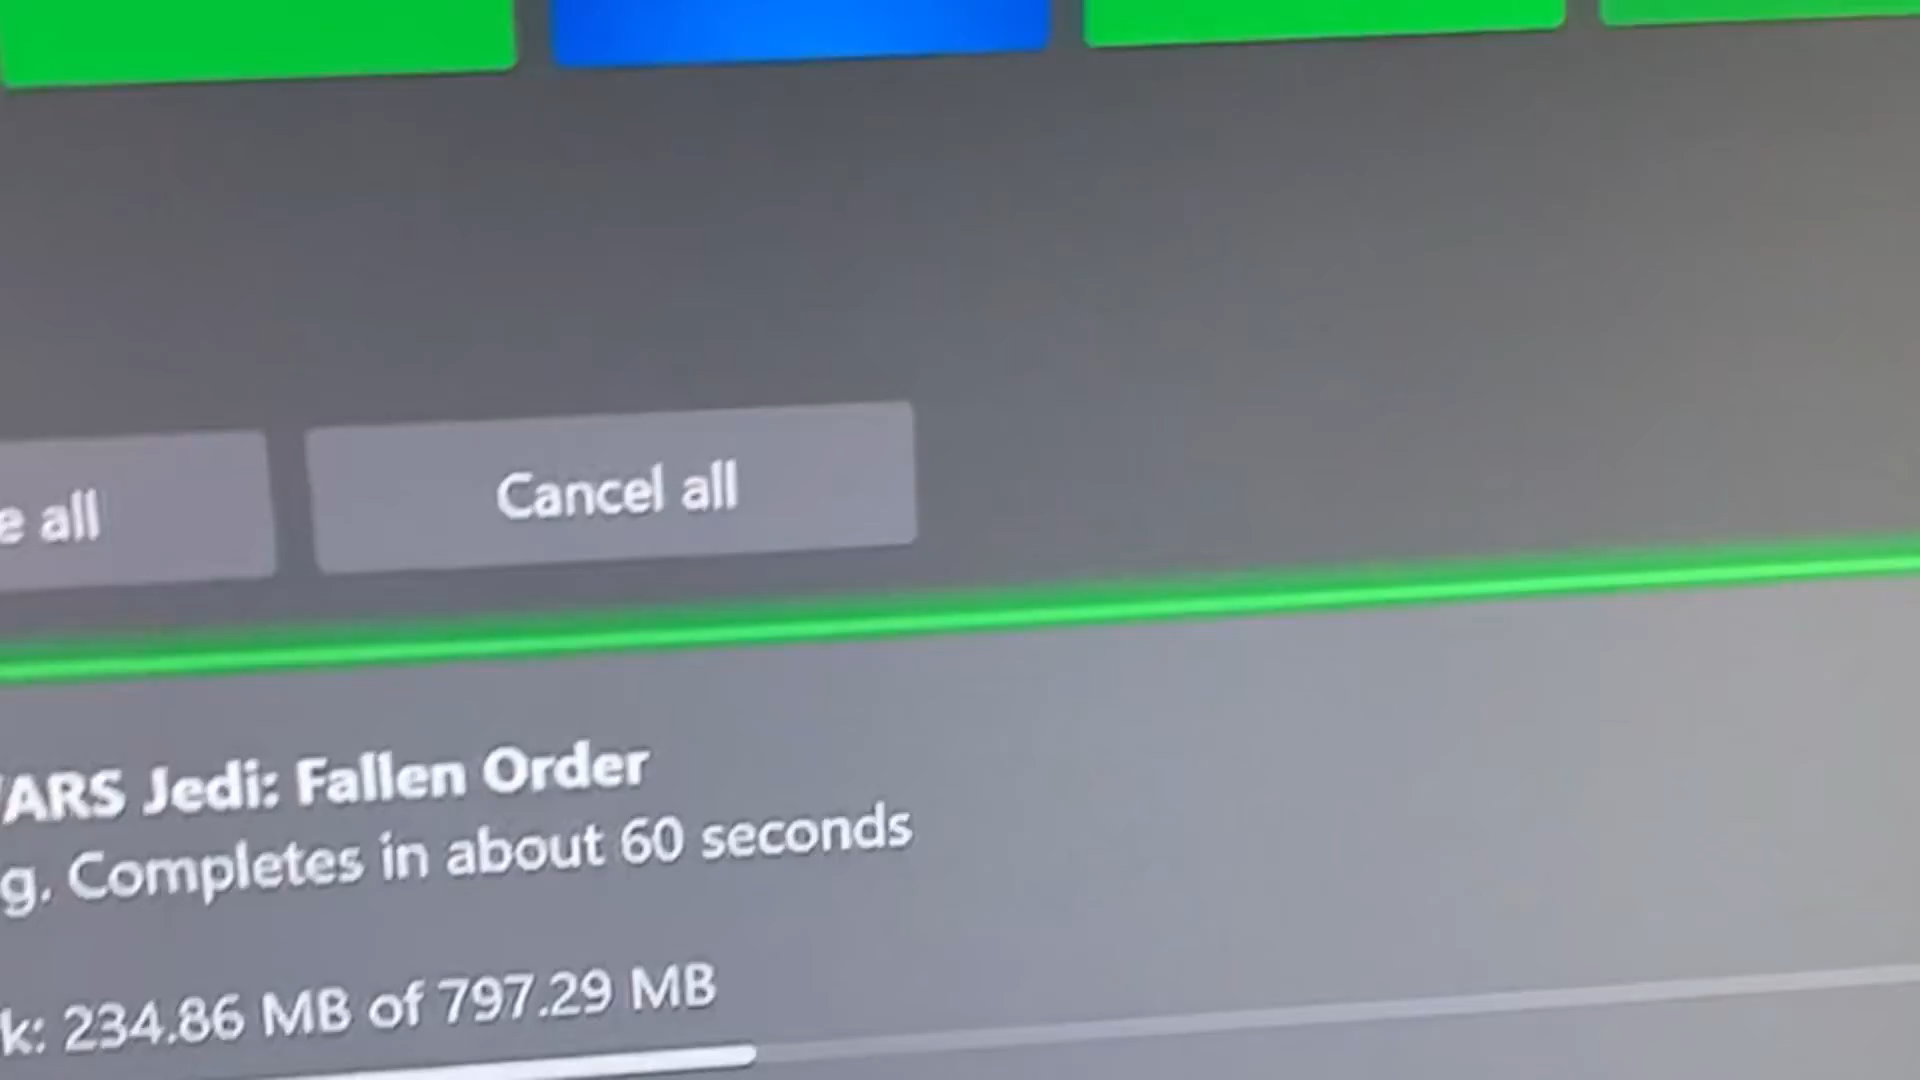 e all
Cancel all
ARS Jedi: Fallen Order
g. Completes in about 60 seconds
k: 234.86 MB of 797.29 MB